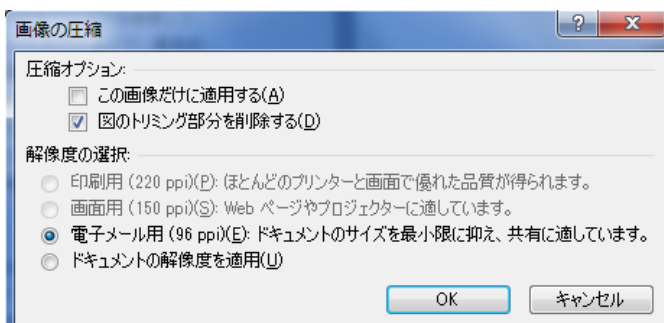 画像の圧縮
圧縮オプション:
この画像だけに適用する(A)
図のトリミング部分を削除する(D)
解像度の選択:
印刷用 (220 ppi)(P): ほとんどのプリンターと画面で優れた品質が得られます。
画面用 (150 ppi)(S): Web ページやプロジェクターに適しています。
電子メール用 (96 ppi)(E): ドキュメントのサイズを最小限に抑え、共有に適しています。
ドキュメントの解像度を適用(U)
OK キャンセル